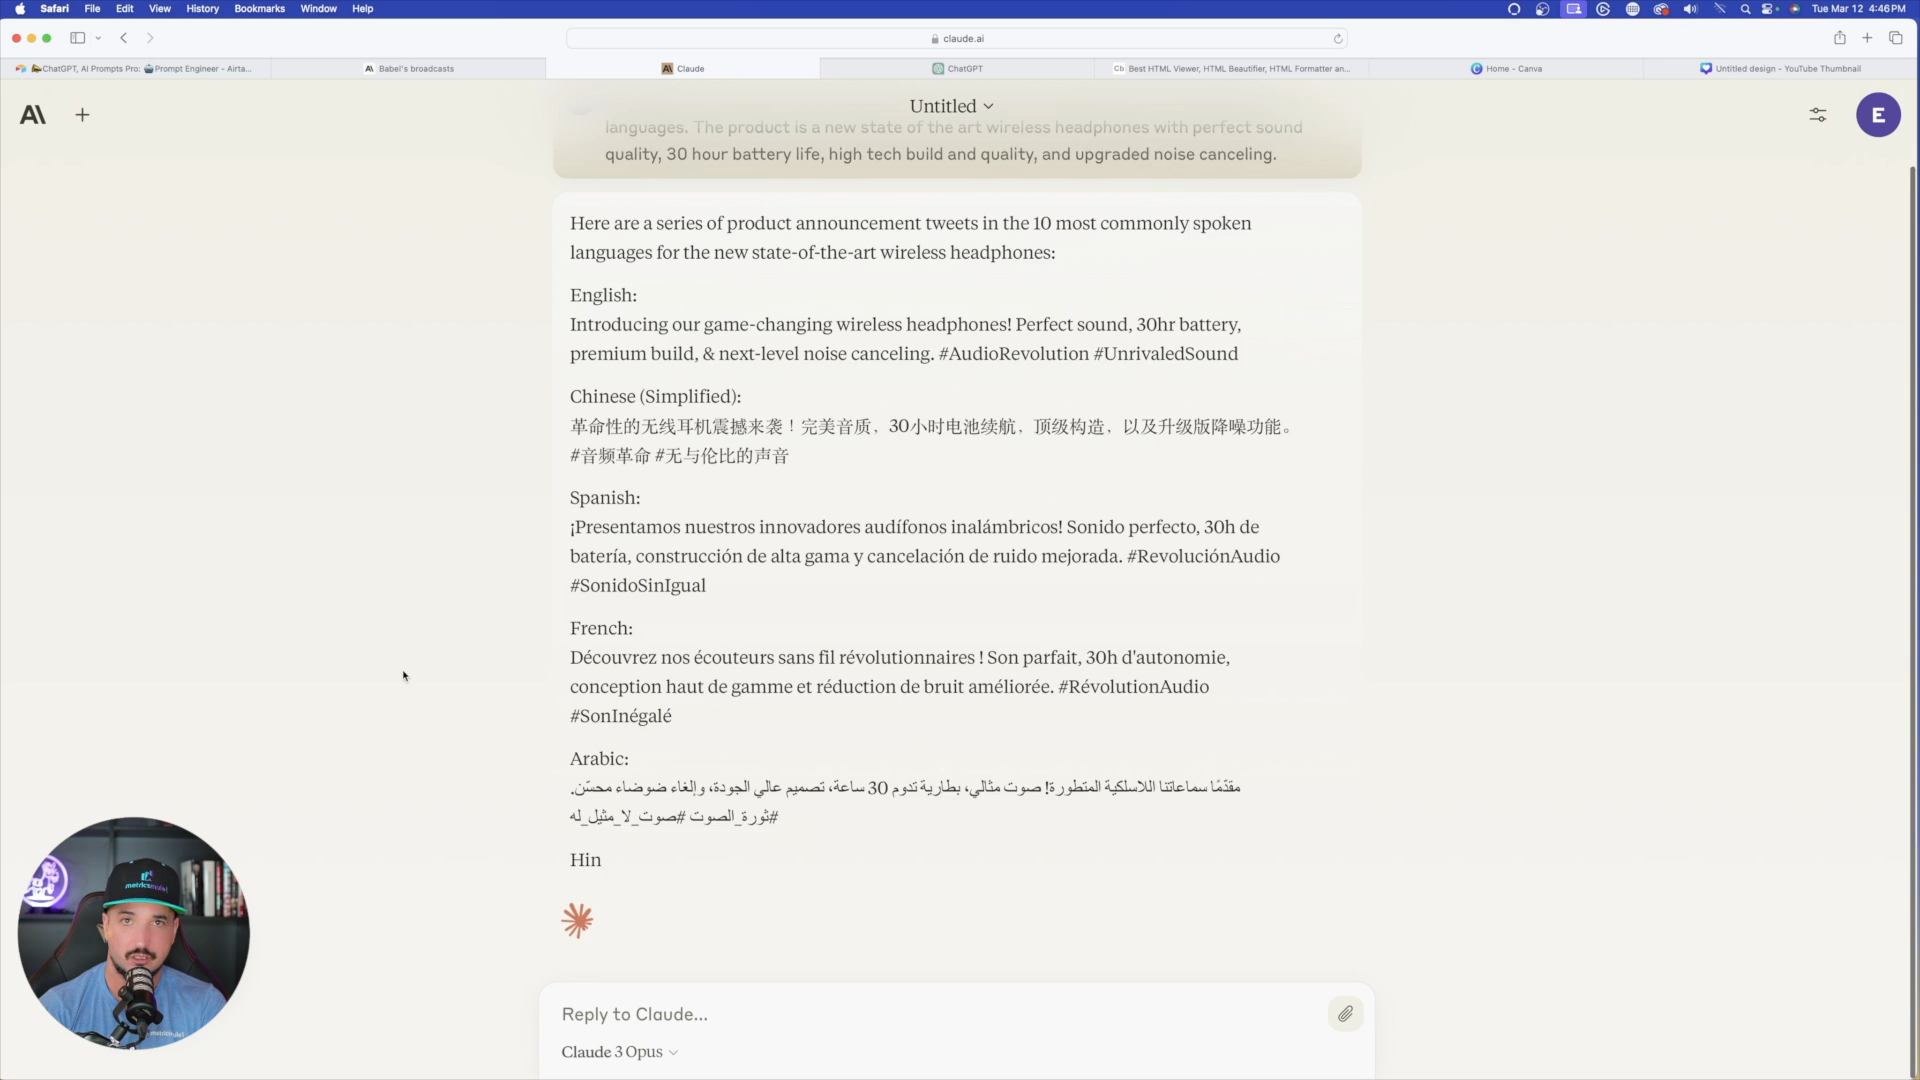 Safari File Edit View History Bookmarks Window Help
Tue Mar 12 4:46 PM
claude.ai
ChatGPT, AI Prompts Pro: Prompt Engineer - Airta...
Babel's broadcasts
Claude
ChatGPT
Best HTML Viewer, HTML Beautifier, HTML Formatter an...
Home - Canva
Untitled design - YouTube Thumbnail
Untitled
E
languages. The product is a new state of the art wireless headphones with perfect sound
quality, 30 hour battery life, high tech build and quality, and upgraded noise canceling.
Here are a series of product announcement tweets in the 10 most commonly spoken
languages for the new state-of-the-art wireless headphones:
English:
Introducing our game-changing wireless headphones! Perfect sound, 30hr battery,
premium build, & next-level noise canceling. #AudioRevolution #UnrivaledSound
Chinese (Simplified):
革命性的无线耳机震撼来袭！完美音质，30小时电池续航，顶级构造，以及升级版降噪功能。
#音频革命 #无与伦比的声音
Spanish:
¡Presentamos nuestros innovadores audífonos inalámbricos! Sonido perfecto, 30h de
batería, construcción de alta gama y cancelación de ruido mejorada. #RevoluciónAudio
#SonidoSinIgual
French:
Découvrez nos écouteurs sans fil révolutionnaires ! Son parfait, 30h d'autonomie,
conception haut de gamme et réduction de bruit améliorée. #RévolutionAudio
#SonInégalé
Arabic:
مقدّمًا سماعاتنا اللاسلكية المتطورة! صوت مثالي، بطارية تدوم 30 ساعة، تصميم عالي الجودة، وإلغاء ضوضاء محسّن.
#ثورة_الصوت #صوت_لا_مثيل_له
Hin
Reply to Claude...
Claude 3 Opus